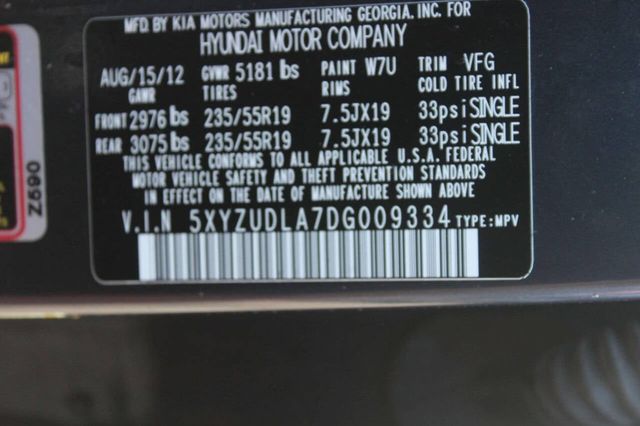 MFD. BY KIA MOTORS MANUFACTURING GEORGIA. INC. FOR
HYUNDAI MOTOR COMPANY
AUG/15/12 GVWR 5181 lbs PAINT W7U TRIM VFG
GAWR TIRES RIMS COLD TIRE INFL
FRONT 2976 lbs 235/55R19 7.5JX19 33psi SINGLE
REAR 3075 lbs 235/55R19 7.5JX19 33psi SINGLE
THIS VEHICLE CONFORMS TO ALL APPLICABLE U.S.A. FEDERAL
MOTOR VEHICLE SAFETY AND THEFT PREVENTION STANDARDS
IN EFFECT ON THE DATE OF MANUFACTURE SHOWN ABOVE.
V.I.N 5XYZUDLA7DG009334 TYPE:MPV
Z590